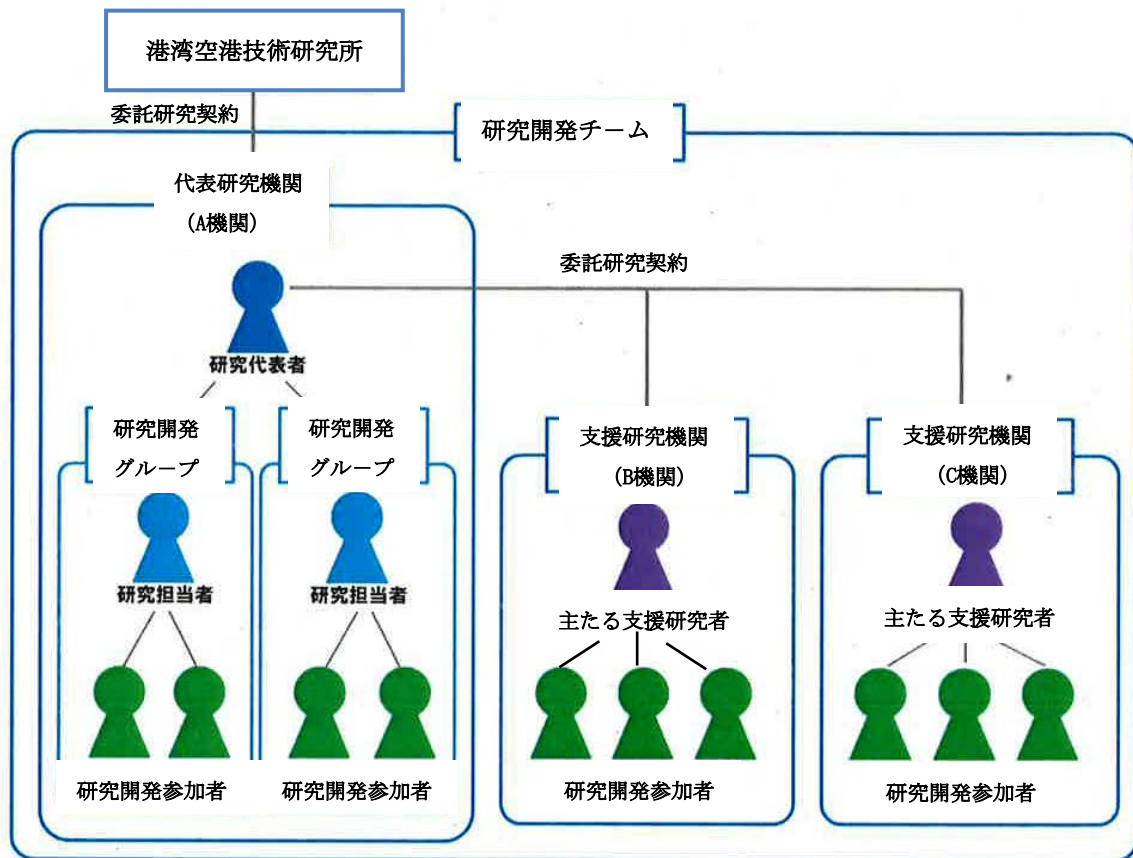 港湾空港技術研究所
委託研究契約
研究開発チーム
代表研究機関
(A機関)
委託研究契約
研究代表者
研究開発
グループ
研究開発
グループ
支援研究機関
(B機関)
支援研究機関
(C機関)
研究担当者
研究担当者
主たる支援研究者
主たる支援研究者
研究開発参加者
研究開発参加者
研究開発参加者
研究開発参加者